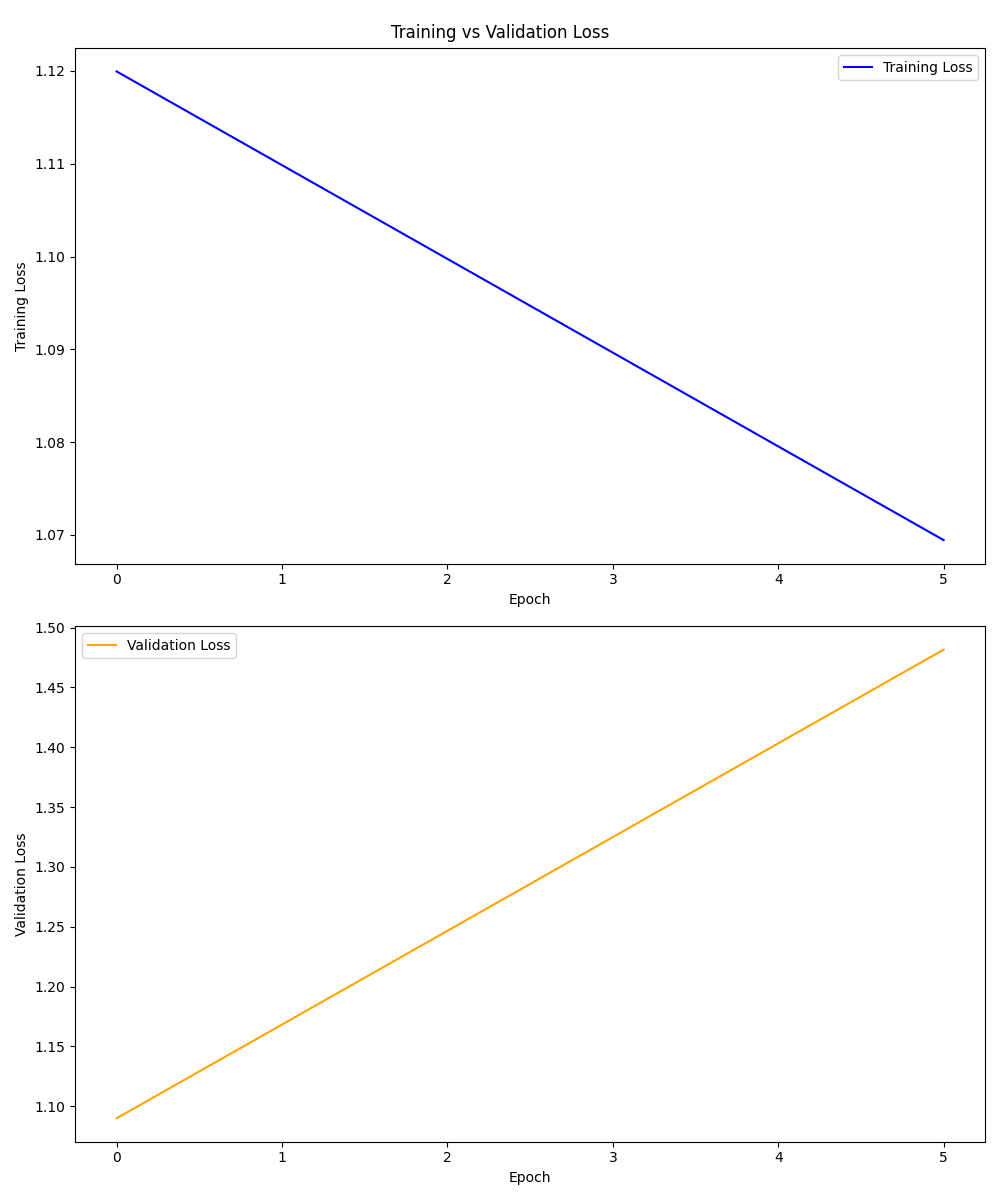 Training vs Validation Loss
Training Loss
1.12
1.11
1.10
1.09
1.08
1.07
Training Loss
0 1 2 3 4 5
Epoch
Validation Loss
1.50
1.45
1.40
1.35
1.30
1.25
1.20
1.15
1.10
Validation Loss
0 1 2 3 4 5
Epoch